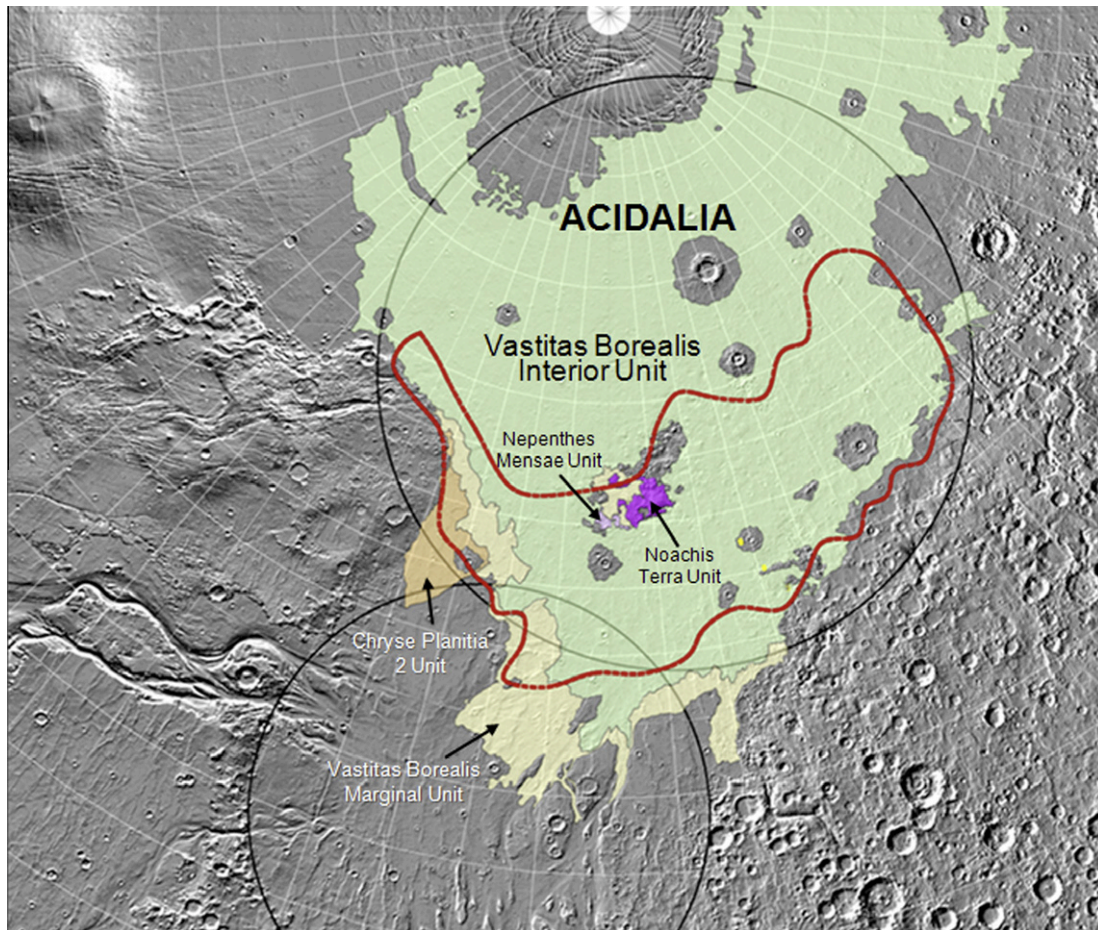 ACIDALIA
Vastitas Borealis
Interior Unit
Nepenthes
Mensae Unit
Noachis
Terra Unit
Chryse Planitia
2 Unit
Vastitas Borealis
Marginal Unit